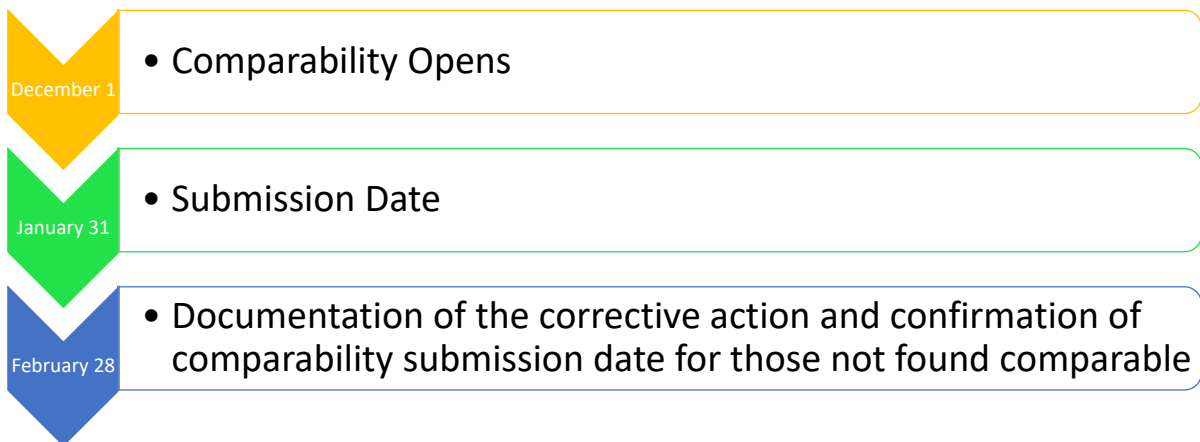 December 1
• Comparability Opens
January 31
• Submission Date
February 28
• Documentation of the corrective action and confirmation of
comparability submission date for those not found comparable